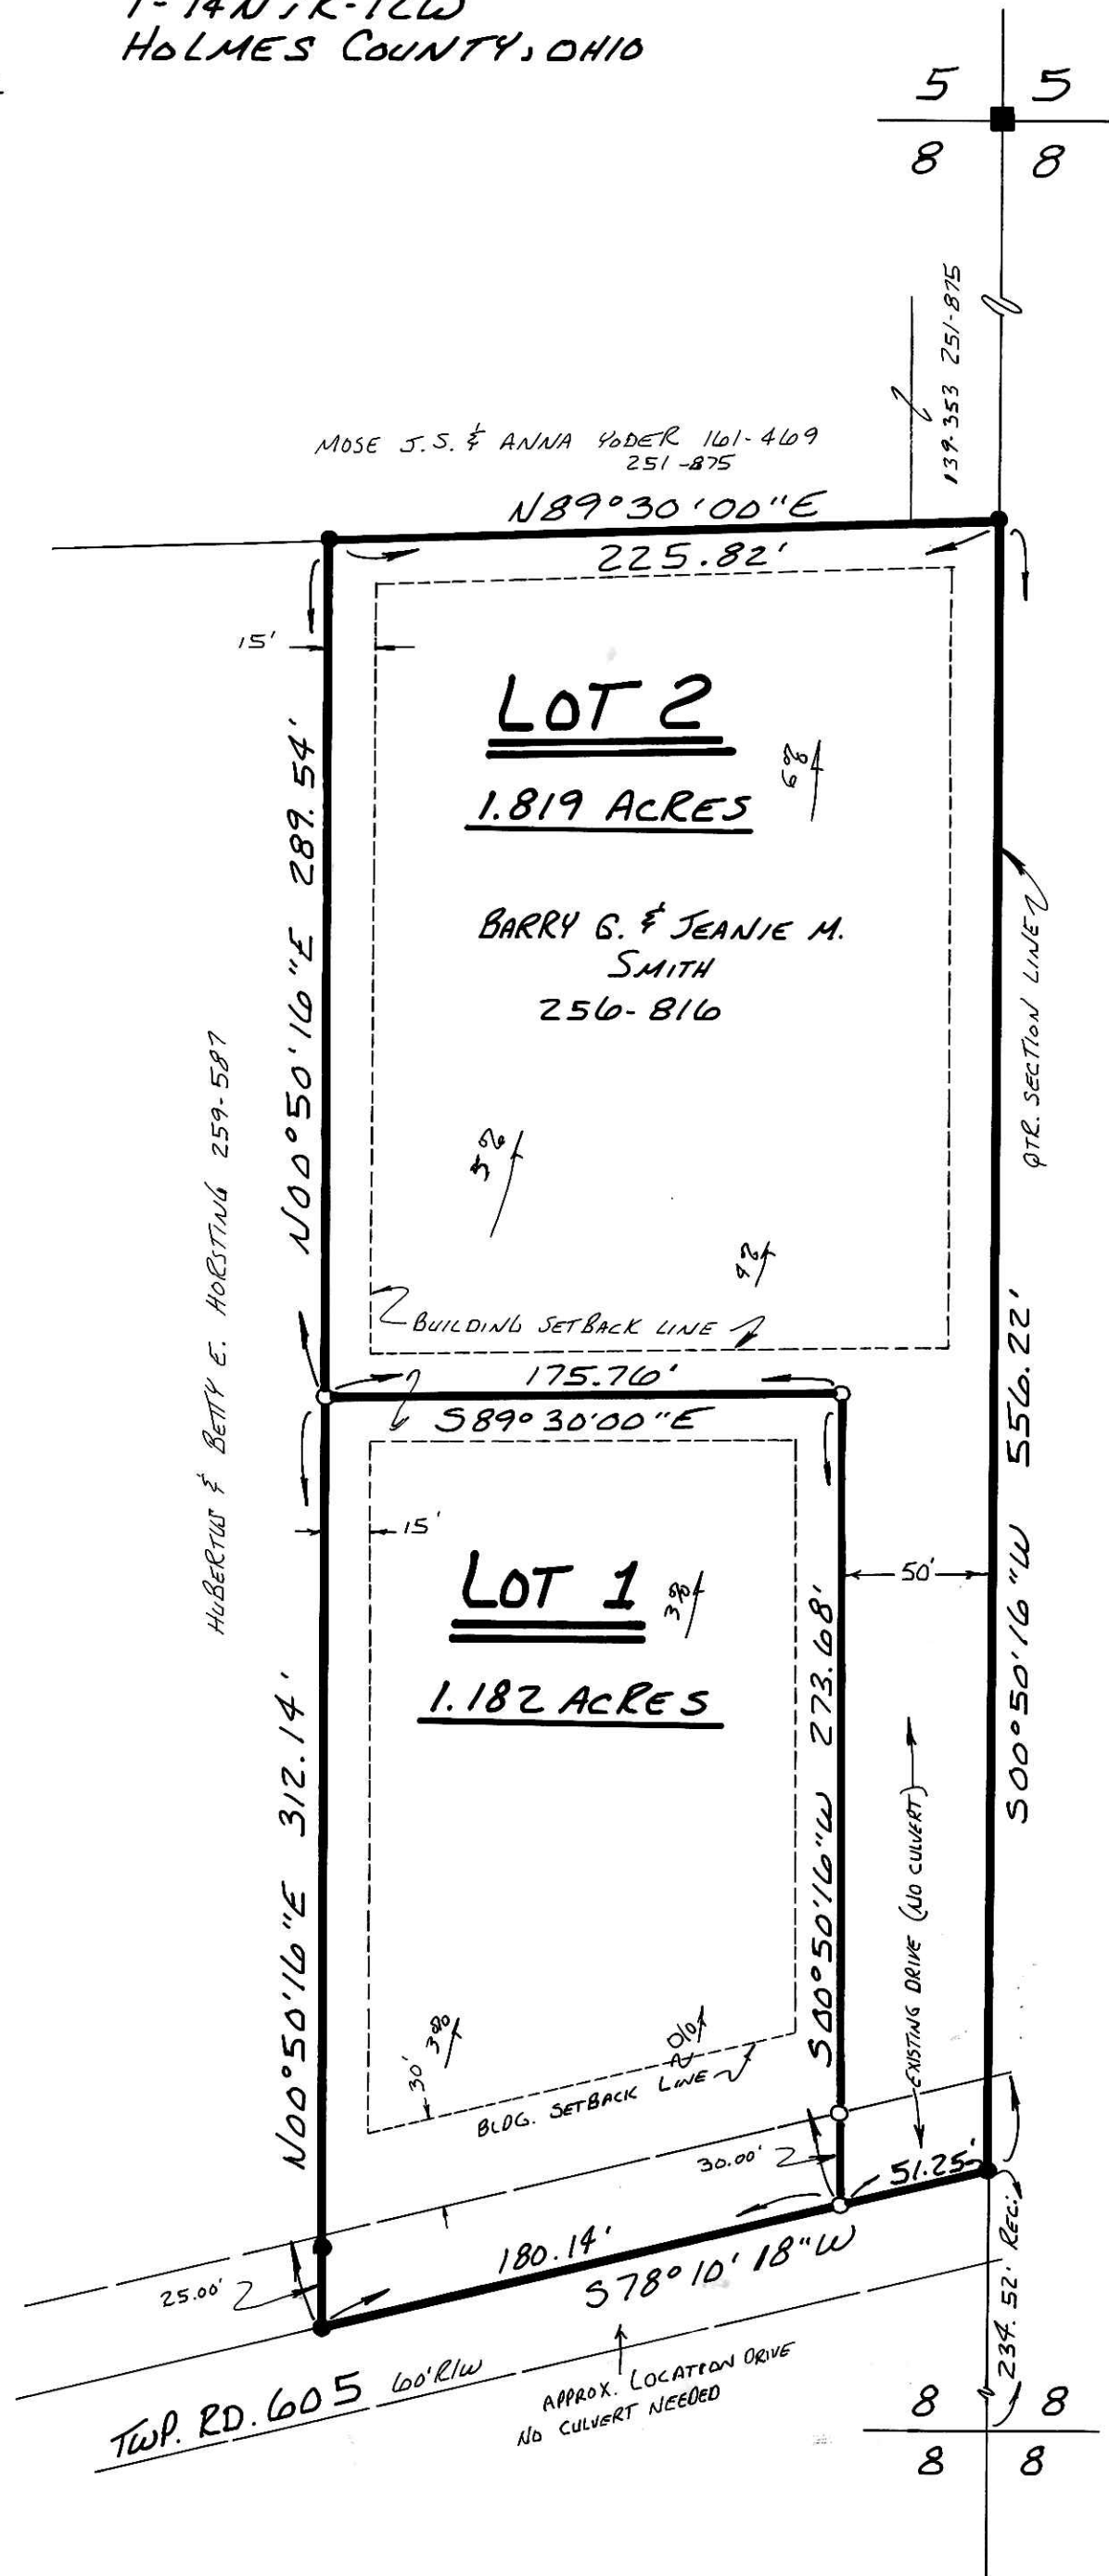 T-14N, R-12W
HOLMES COUNTY, OHIO
5 5
8 8
139-353 251-875
MOSE J.S. & ANNA YODER 161-469
251-875
N89°30'00"E
225.82'
15'
LOT 2
6%
1.819 ACRES
N00°50'16"E 289.54'
BARRY G. & JEANIE M.
SMITH
256-816
QTR. SECTION LINE
HUBERTUS & BETTY E. HORSTING 259-587
5%
4%
BUILDING SETBACK LINE
175.76'
S89°30'00"E
S00°50'16"W 556.22'
15'
LOT 1
3%
50'
1.182 ACRES
N00°50'16"E 312.14'
S00°50'16"W 273.68'
EXISTING DRIVE (NO CULVERT)
30'
3%
BLDG. SETBACK LINE
30.00'
51.25'
180.14'
S78°10'18"W
25.00'
234.52' REC.
TWP. RD. 605 60' R/W
APPROX. LOCATION DRIVE
NO CULVERT NEEDED
8 8
8 8